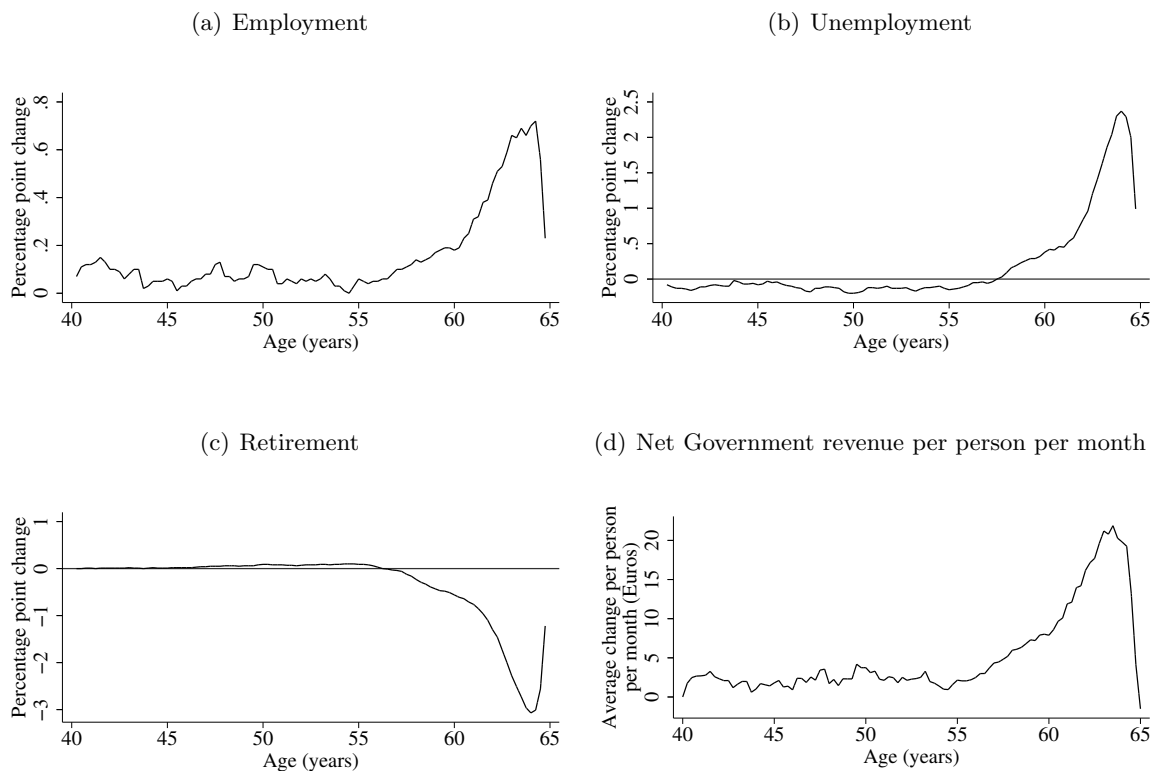 (a) Employment
Percentage point change
0 .2 .4 .6 .8
40 45 50 55 60 65
Age (years)
(b) Unemployment
Percentage point change
0 .5 1 1.5 2 2.5
40 45 50 55 60 65
Age (years)
(c) Retirement
Percentage point change
−3 −2 −1 0 1
40 45 50 55 60 65
Age (years)
(d) Net Government revenue per person per month
Average change per person
per month (Euros)
0 5 10 15 20
40 45 50 55 60 65
Age (years)